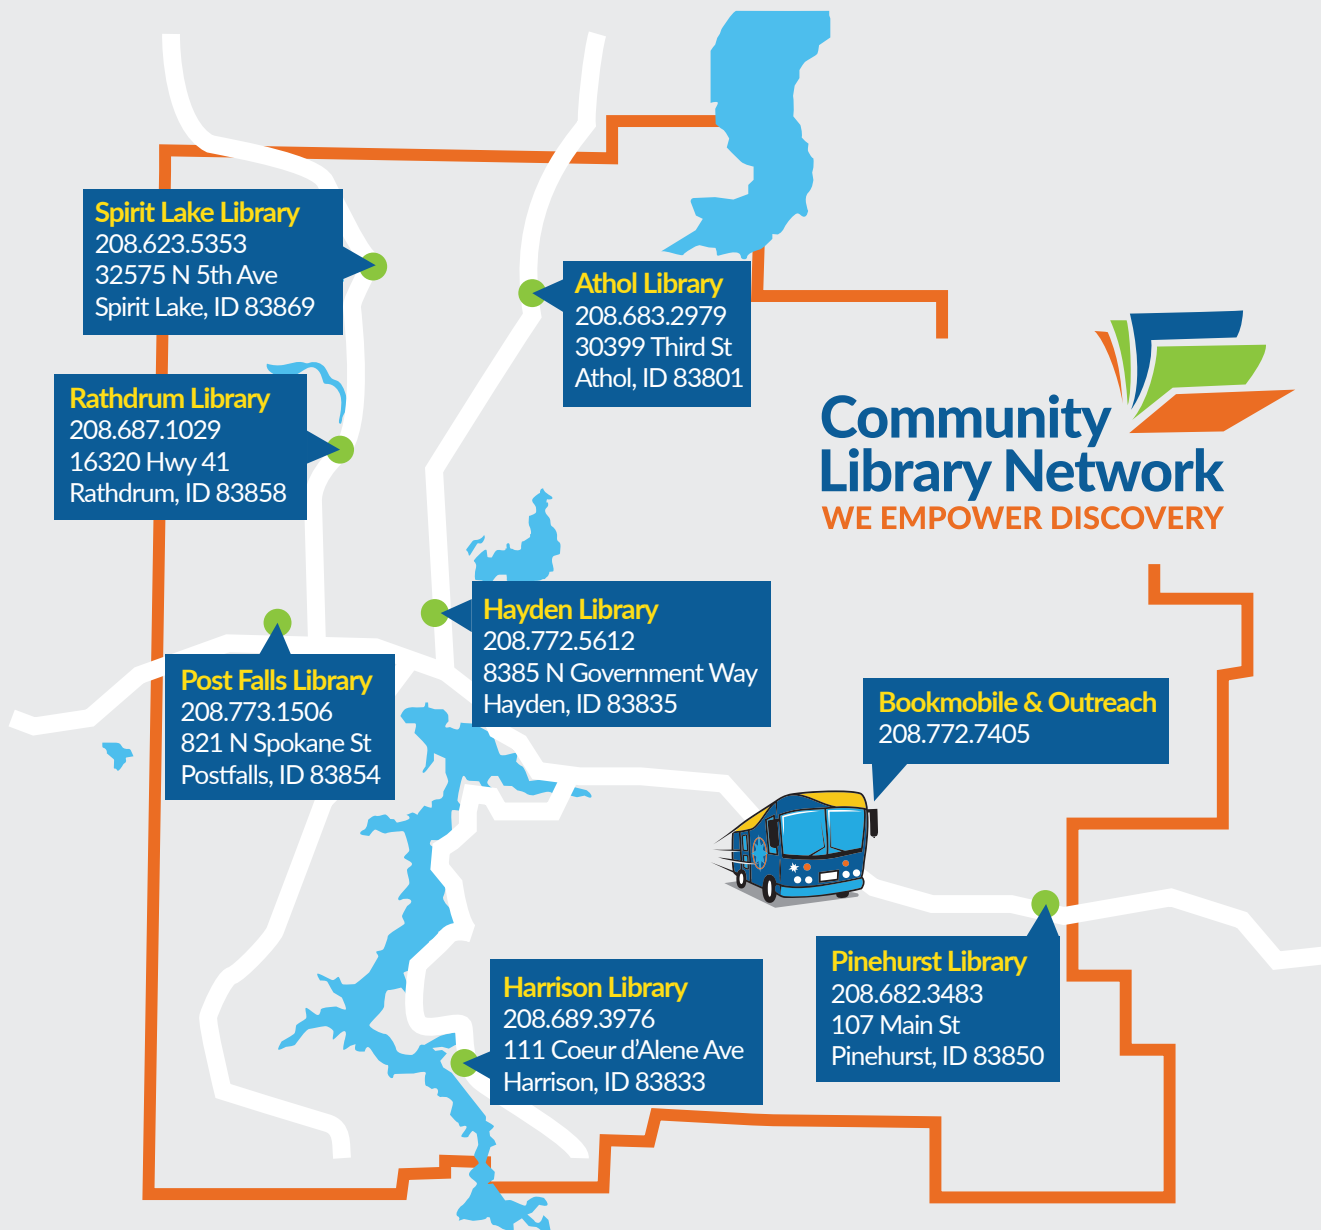 Spirit Lake Library
208.623.5353
32575 N 5th Ave
Spirit Lake, ID 83869
Athol Library
208.683.2979
30399 Third St
Athol, ID 83801
Rathdrum Library
208.687.1029
16320 Hwy 41
Rathdrum, ID 83858
Community
Library Network
WE EMPOWER DISCOVERY
Hayden Library
208.772.5612
8385 N Government Way
Hayden, ID 83835
Post Falls Library
208.773.1506
821 N Spokane St
Postfalls, ID 83854
Bookmobile & Outreach
208.772.7405
Pinehurst Library
208.682.3483
107 Main St
Pinehurst, ID 83850
Harrison Library
208.689.3976
111 Coeur d'Alene Ave
Harrison, ID 83833